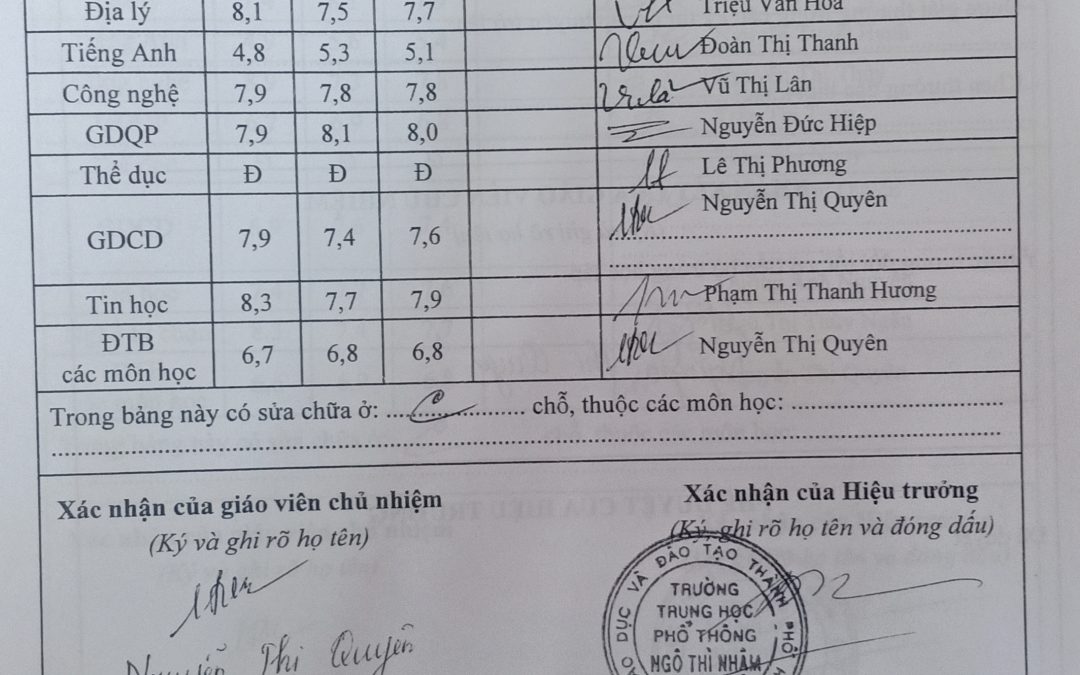 Địa lý 8,1 7,5 7,7 Triệu Văn Hoà
Tiếng Anh 4,8 5,3 5,1 Đoàn Thị Thanh
Công nghệ 7,9 7,8 7,8 Vũ Thị Lân
GDQP 7,9 8,1 8,0 Nguyễn Đức Hiệp
Thể dục Đ Đ Đ Lê Thị Phương
GDCD 7,9 7,4 7,6 Nguyễn Thị Quyên
Tin học 8,3 7,7 7,9 Phạm Thị Thanh Hương
ĐTB
các môn học 6,7 6,8 6,8 Nguyễn Thị Quyên
Trong bảng này có sửa chữa ở: ........ chỗ, thuộc các môn học: ........
Xác nhận của giáo viên chủ nhiệm
(Ký và ghi rõ họ tên)
Nguyễn Thị Quyên
Xác nhận của Hiệu trưởng
(Ký, ghi rõ họ tên và đóng dấu)
DỤC VÀ ĐÀO TẠO THÀNH PHỐ
TRƯỜNG
TRUNG HỌC
PHỔ THÔNG
NGÔ THÌ NHẬM